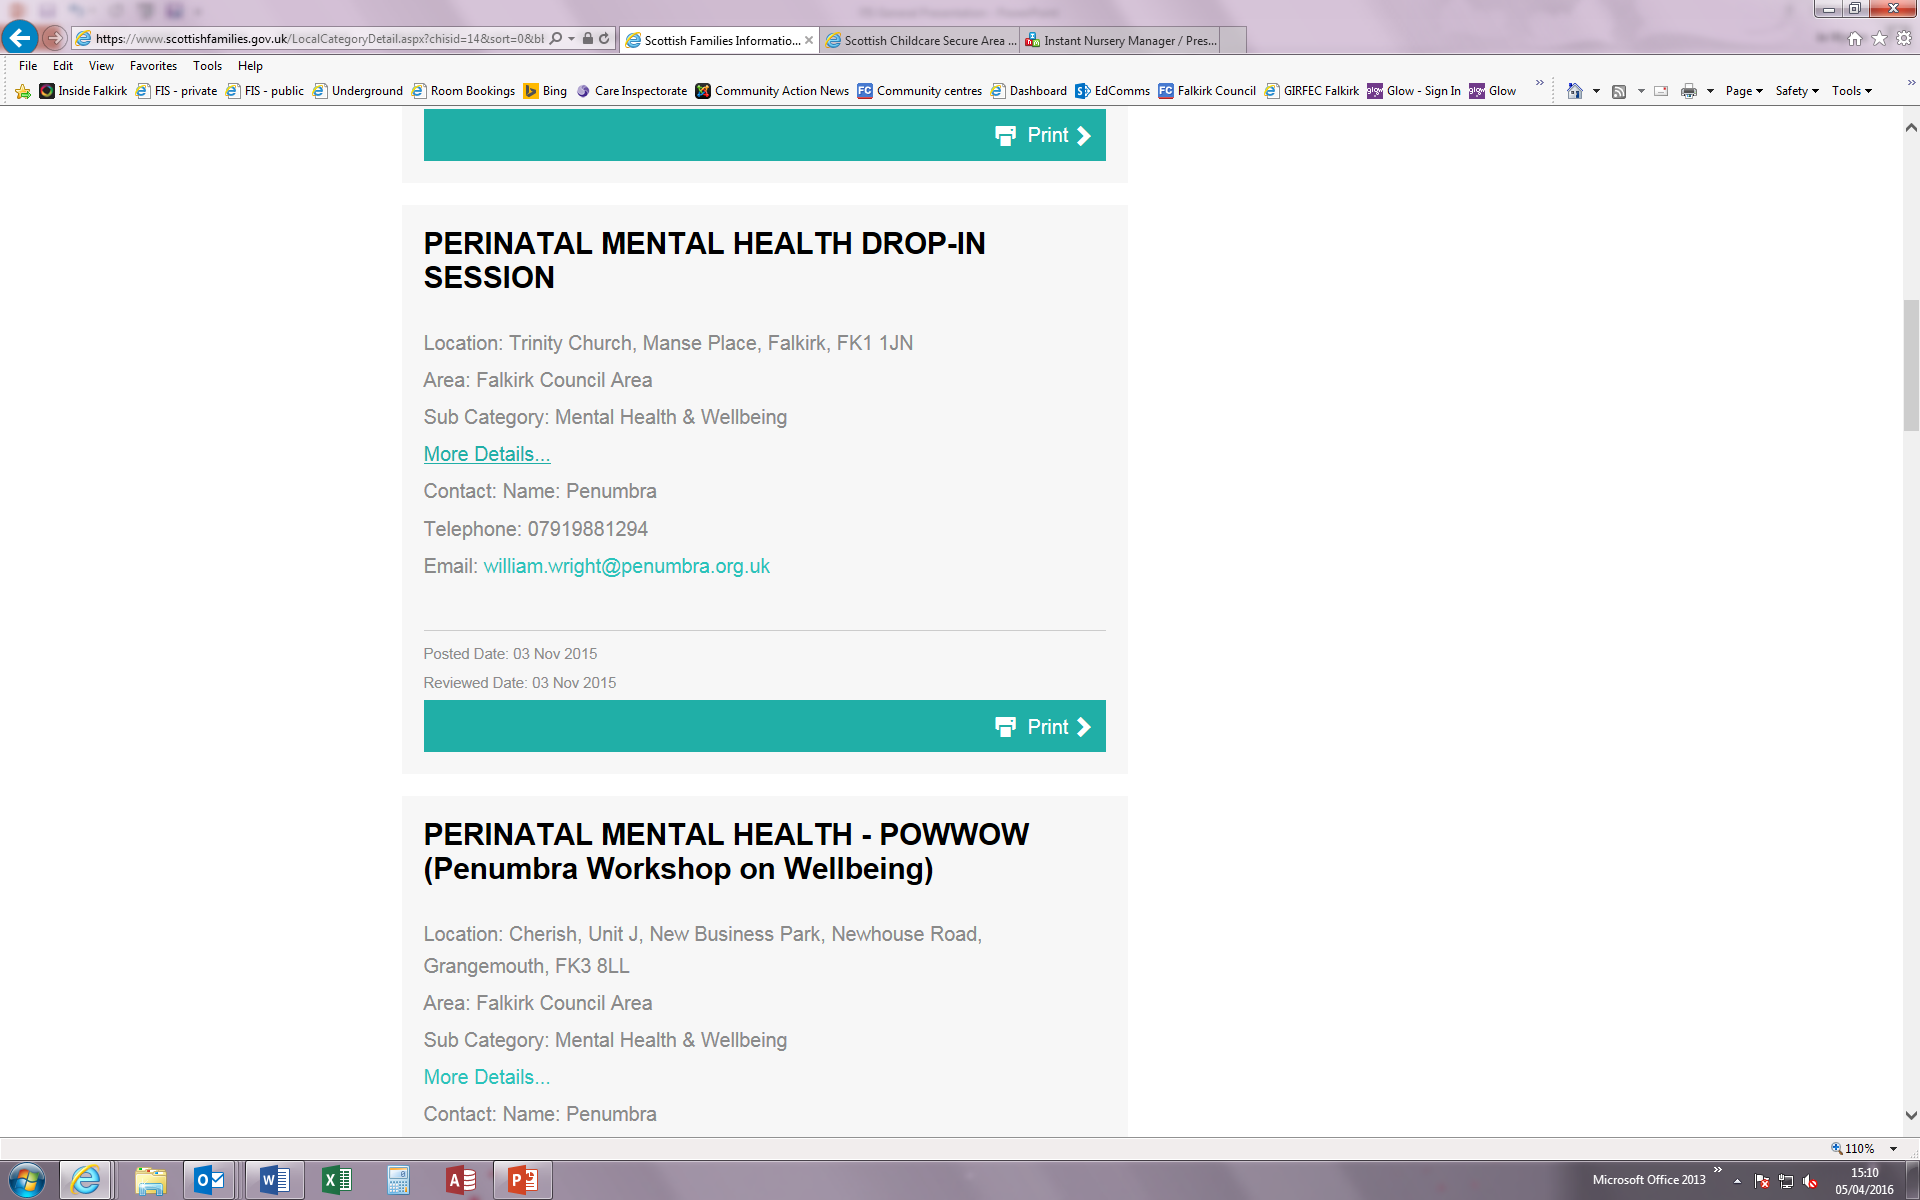 https://www.scottishfamilies.gov.uk/LocalCategoryDetail.aspx?chisid=14&sort=0&bl
Scottish Families Informatio...
Scottish Childcare Secure Area ...
Instant Nursery Manager / Pres...
File Edit View Favorites Tools Help
Inside Falkirk FIS - private FIS - public Underground Room Bookings Bing Care Inspectorate Community Action News Community centres Dashboard EdComms Falkirk Council GIRFEC Falkirk Glow - Sign In Glow Page Safety Tools
Print
PERINATAL MENTAL HEALTH DROP-IN
SESSION
Location: Trinity Church, Manse Place, Falkirk, FK1 1JN
Area: Falkirk Council Area
Sub Category: Mental Health & Wellbeing
More Details...
Contact: Name: Penumbra
Telephone: 07919881294
Email: william.wright@penumbra.org.uk
Posted Date: 03 Nov 2015
Reviewed Date: 03 Nov 2015
Print
PERINATAL MENTAL HEALTH - POWWOW
(Penumbra Workshop on Wellbeing)
Location: Cherish, Unit J, New Business Park, Newhouse Road,
Grangemouth, FK3 8LL
Area: Falkirk Council Area
Sub Category: Mental Health & Wellbeing
More Details...
Contact: Name: Penumbra
110%
Microsoft Office 2013
15:10
05/04/2016